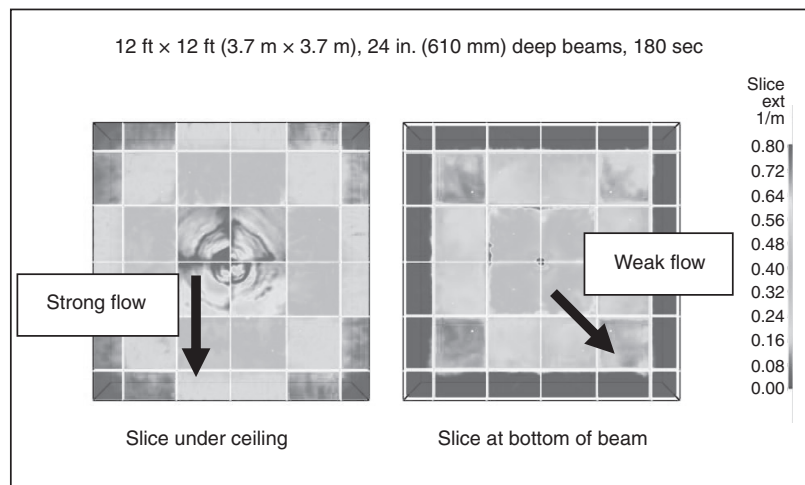 12 ft × 12 ft (3.7 m × 3.7 m), 24 in. (610 mm) deep beams, 180 sec
Slice
ext
1/m
0.80
0.72
0.64
0.56
0.48
0.40
0.32
0.24
0.16
0.08
0.00
Strong flow
Weak flow
Slice under ceiling
Slice at bottom of beam